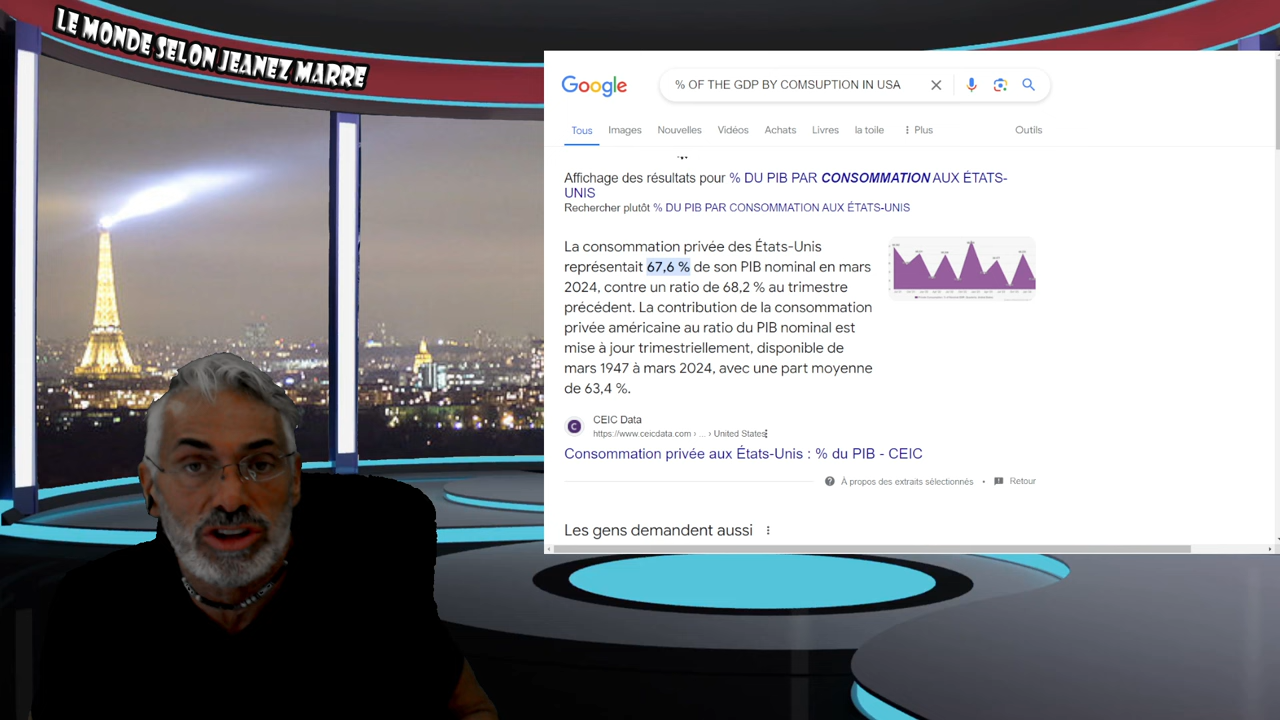 LE MONDE SELON JEANEZ MARRE
Google
% OF THE GDP BY COMSUPTION IN USA
Tous Images Nouvelles Vidéos Achats Livres la toile Plus Outils
Affichage des résultats pour % DU PIB PAR CONSOMMATION AUX ÉTATS-
UNIS
Rechercher plutôt % DU PIB PAR CONSOMMATION AUX ÉTATS-UNIS
La consommation privée des États-Unis
représentait 67,6 % de son PIB nominal en mars
2024, contre un ratio de 68,2 % au trimestre
précédent. La contribution de la consommation
privée américaine au ratio du PIB nominal est
mise à jour trimestriellement, disponible de
mars 1947 à mars 2024, avec une part moyenne
de 63,4 %.
CEIC Data
https://www.ceicdata.com › ... › United States
Consommation privée aux États-Unis : % du PIB - CEIC
À propos des extraits sélectionnés • Retour
Les gens demandent aussi